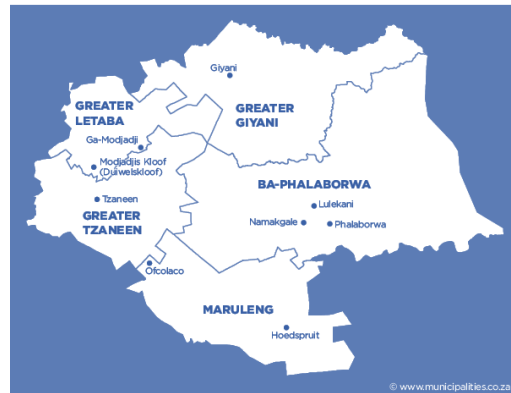 Giyani
GREATER
LETABA
GREATER
GIYANI
Ga-Modjadji
Modjadjis Kloof
(Duiwelskloof)
BA-PHALABORWA
Tzaneen
Lulekani
GREATER
TZANEEN
Namakgale
Phalaborwa
Ofcolaco
MARULENG
Hoedspruit
© www.municipalities.co.za